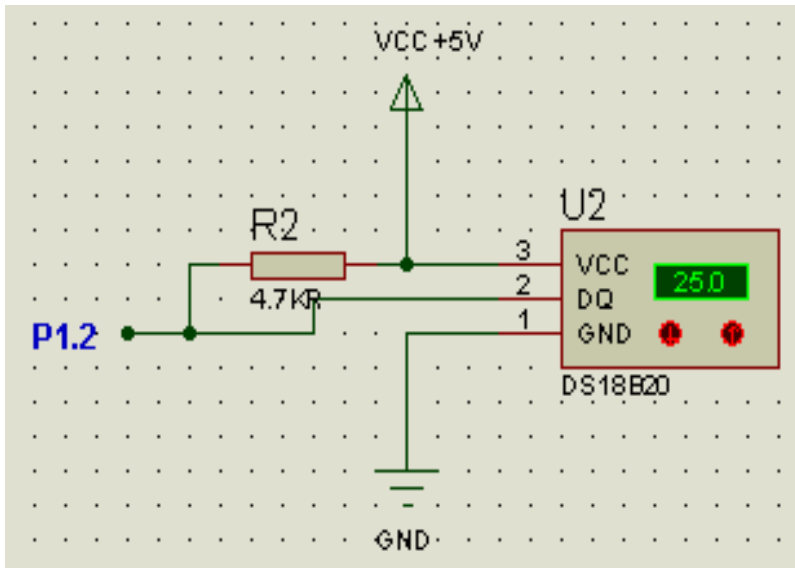 VCC +5V
U2
R2
3
VCC
25.0
2
DQ
4.7KR
1
GND
P1.2
DS18B20
GND